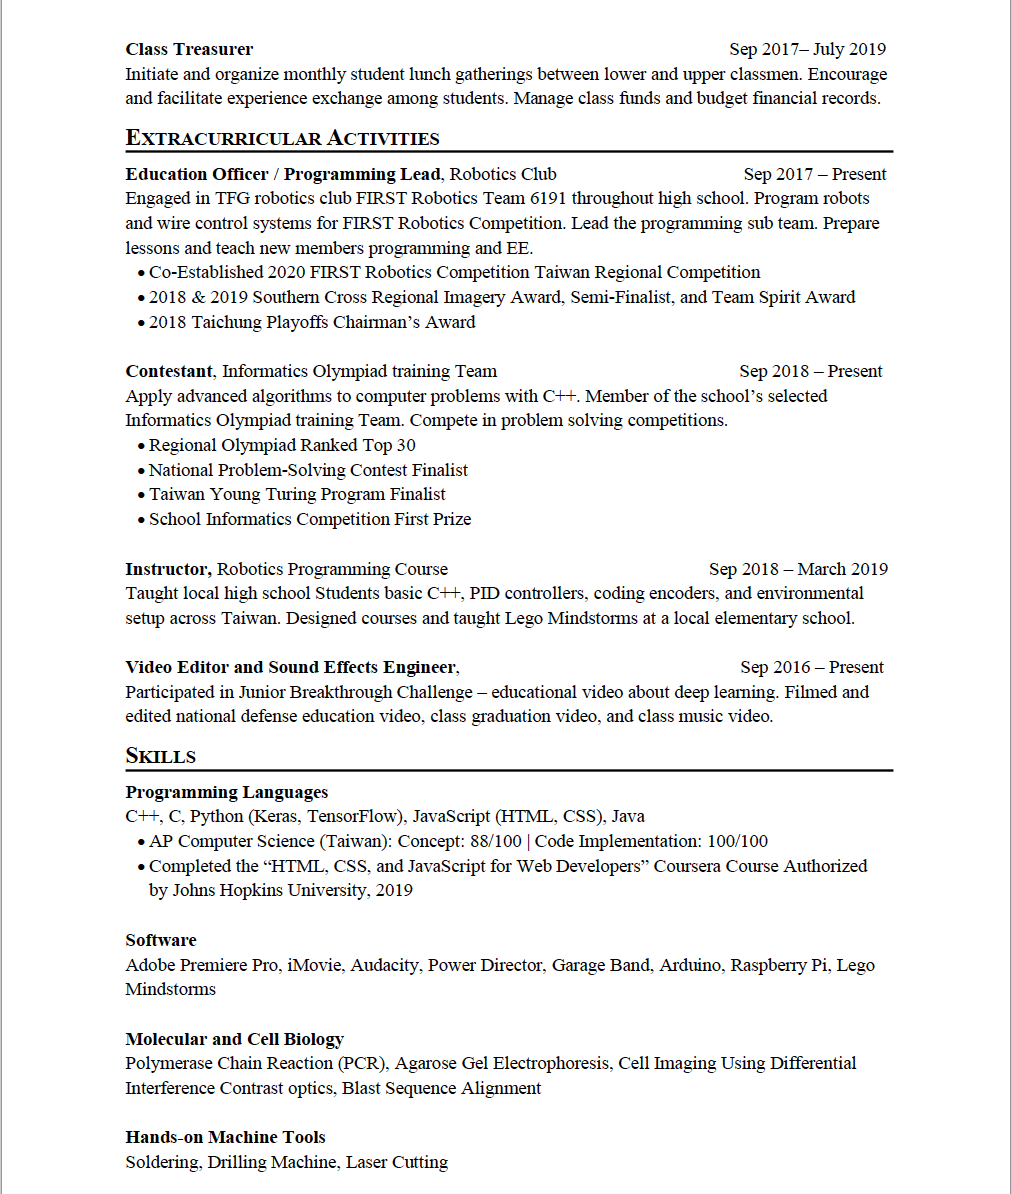 Class Treasurer Sep 2017– July 2019
Initiate and organize monthly student lunch gatherings between lower and upper classmen. Encourage
and facilitate experience exchange among students. Manage class funds and budget financial records.
EXTRACURRICULAR ACTIVITIES
Education Officer / Programming Lead, Robotics Club Sep 2017 – Present
Engaged in TFG robotics club FIRST Robotics Team 6191 throughout high school. Program robots
and wire control systems for FIRST Robotics Competition. Lead the programming sub team. Prepare
lessons and teach new members programming and EE.
• Co-Established 2020 FIRST Robotics Competition Taiwan Regional Competition
• 2018 & 2019 Southern Cross Regional Imagery Award, Semi-Finalist, and Team Spirit Award
• 2018 Taichung Playoffs Chairman’s Award
Contestant, Informatics Olympiad training Team Sep 2018 – Present
Apply advanced algorithms to computer problems with C++. Member of the school’s selected
Informatics Olympiad training Team. Compete in problem solving competitions.
• Regional Olympiad Ranked Top 30
• National Problem-Solving Contest Finalist
• Taiwan Young Turing Program Finalist
• School Informatics Competition First Prize
Instructor, Robotics Programming Course Sep 2018 – March 2019
Taught local high school Students basic C++, PID controllers, coding encoders, and environmental
setup across Taiwan. Designed courses and taught Lego Mindstorms at a local elementary school.
Video Editor and Sound Effects Engineer, Sep 2016 – Present
Participated in Junior Breakthrough Challenge – educational video about deep learning. Filmed and
edited national defense education video, class graduation video, and class music video.
SKILLS
Programming Languages
C++, C, Python (Keras, TensorFlow), JavaScript (HTML, CSS), Java
• AP Computer Science (Taiwan): Concept: 88/100 | Code Implementation: 100/100
• Completed the “HTML, CSS, and JavaScript for Web Developers” Coursera Course Authorized
by Johns Hopkins University, 2019
Software
Adobe Premiere Pro, iMovie, Audacity, Power Director, Garage Band, Arduino, Raspberry Pi, Lego
Mindstorms
Molecular and Cell Biology
Polymerase Chain Reaction (PCR), Agarose Gel Electrophoresis, Cell Imaging Using Differential
Interference Contrast optics, Blast Sequence Alignment
Hands-on Machine Tools
Soldering, Drilling Machine, Laser Cutting